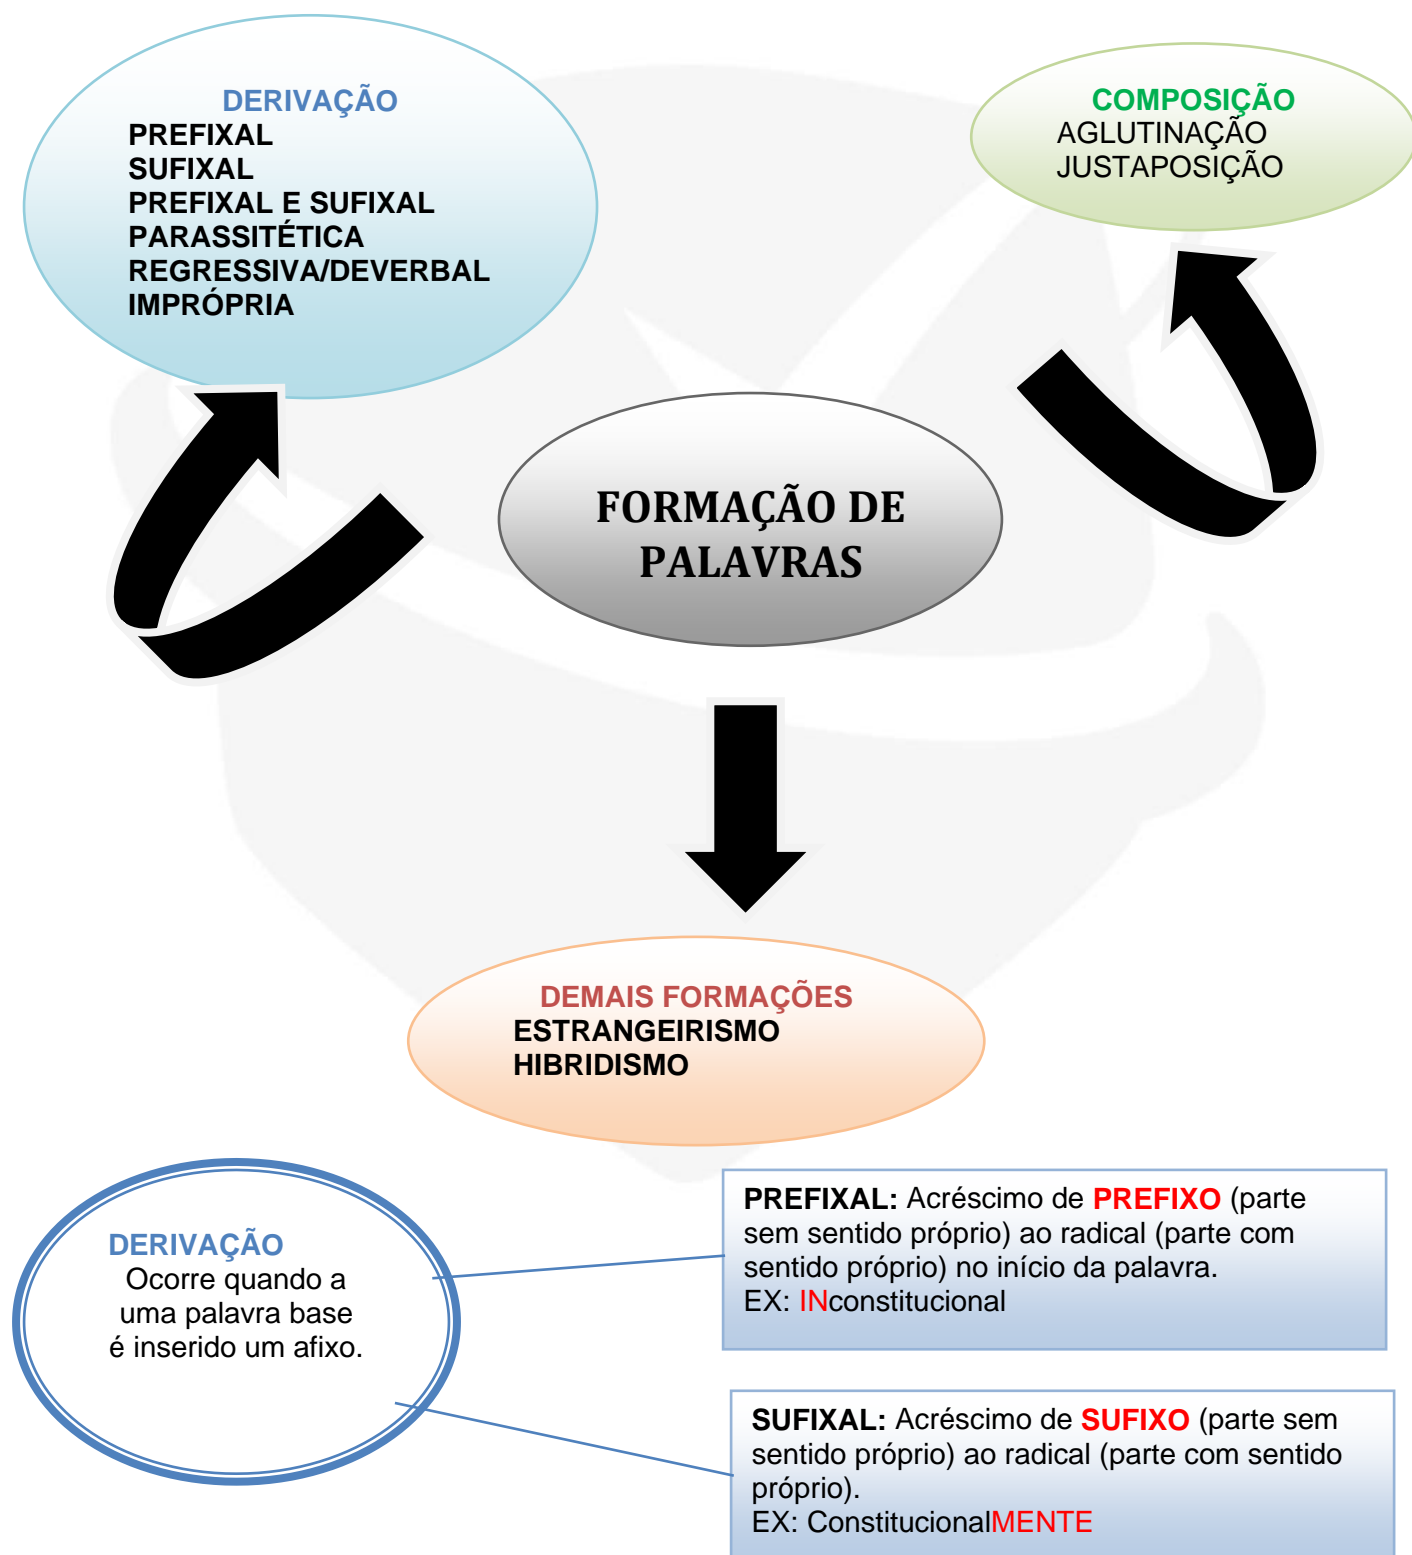 DERIVAÇÃO
PREFIXAL
SUFIXAL
PREFIXAL E SUFIXAL
PARASSITÉTICA
REGRESSIVA/DEVERBAL
IMPRÓPRIA
COMPOSIÇÃO
AGLUTINAÇÃO
JUSTAPOSIÇÃO
FORMAÇÃO DE
PALAVRAS
DEMAIS FORMAÇÕES
ESTRANGEIRISMO
HIBRIDISMO
DERIVAÇÃO
Ocorre quando a
uma palavra base
é inserido um afixo.
PREFIXAL: Acréscimo de PREFIXO (parte
sem sentido próprio) ao radical (parte com
sentido próprio) no início da palavra.
EX: INconstitucional
SUFIXAL: Acréscimo de SUFIXO (parte sem
sentido próprio) ao radical (parte com sentido
próprio).
EX: ConstitucionalMENTE